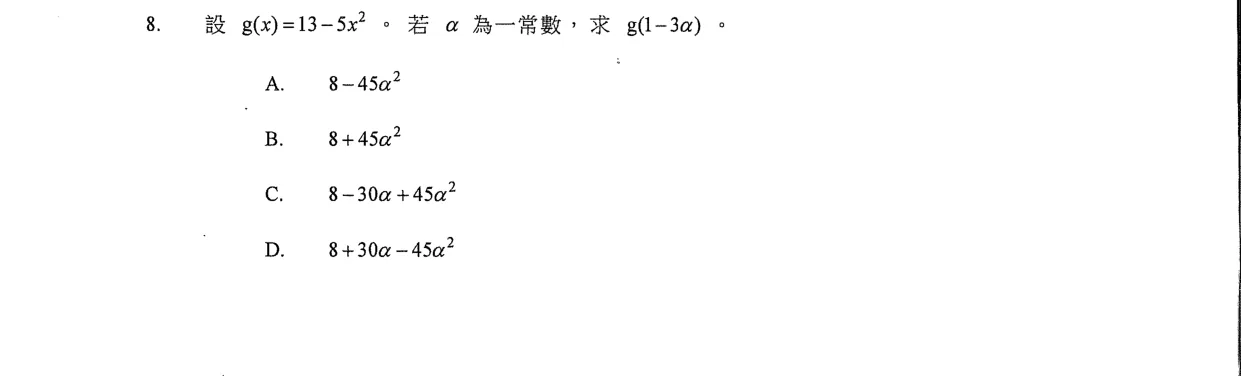 8. 設 g(x)=13−5x² 。 若 α 為一常數，求 g(1−3α) 。
A. 8−45α²
B. 8+45α²
C. 8−30α+45α²
D. 8+30α−45α²